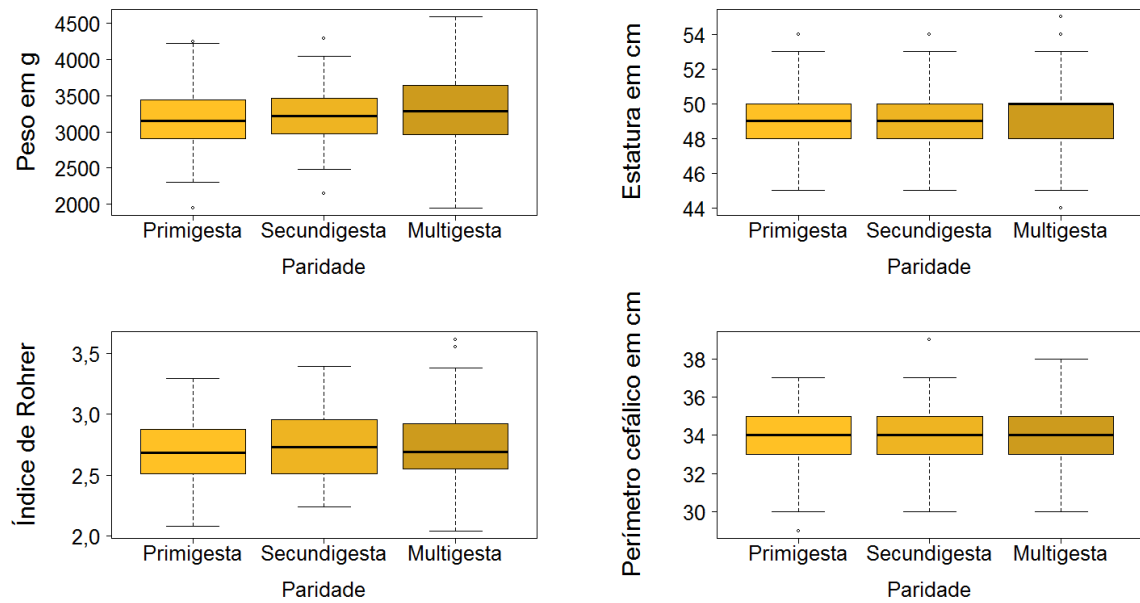 Peso em g
4500
4000
3500
3000
2500
2000
Primigesta Secundigesta Multigesta
Paridade
Estatura em cm
54
52
50
48
46
44
Primigesta Secundigesta Multigesta
Paridade
Índice de Rohrer
3,5
3,0
2,5
2,0
Primigesta Secundigesta Multigesta
Paridade
Perímetro cefálico em cm
38
36
34
32
30
Primigesta Secundigesta Multigesta
Paridade